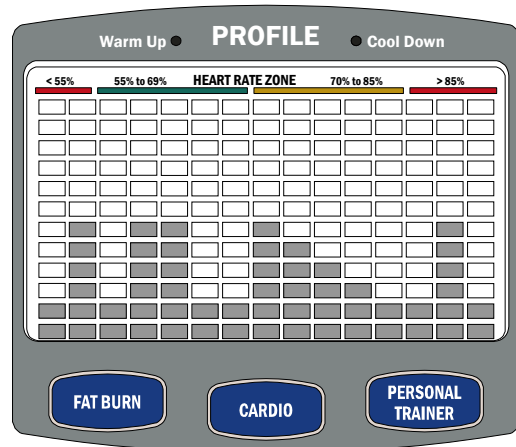 Warm Up PROFILE Cool Down
< 55% 55% to 69% HEART RATE ZONE 70% to 85% > 85%
FAT BURN
CARDIO
PERSONAL
TRAINER